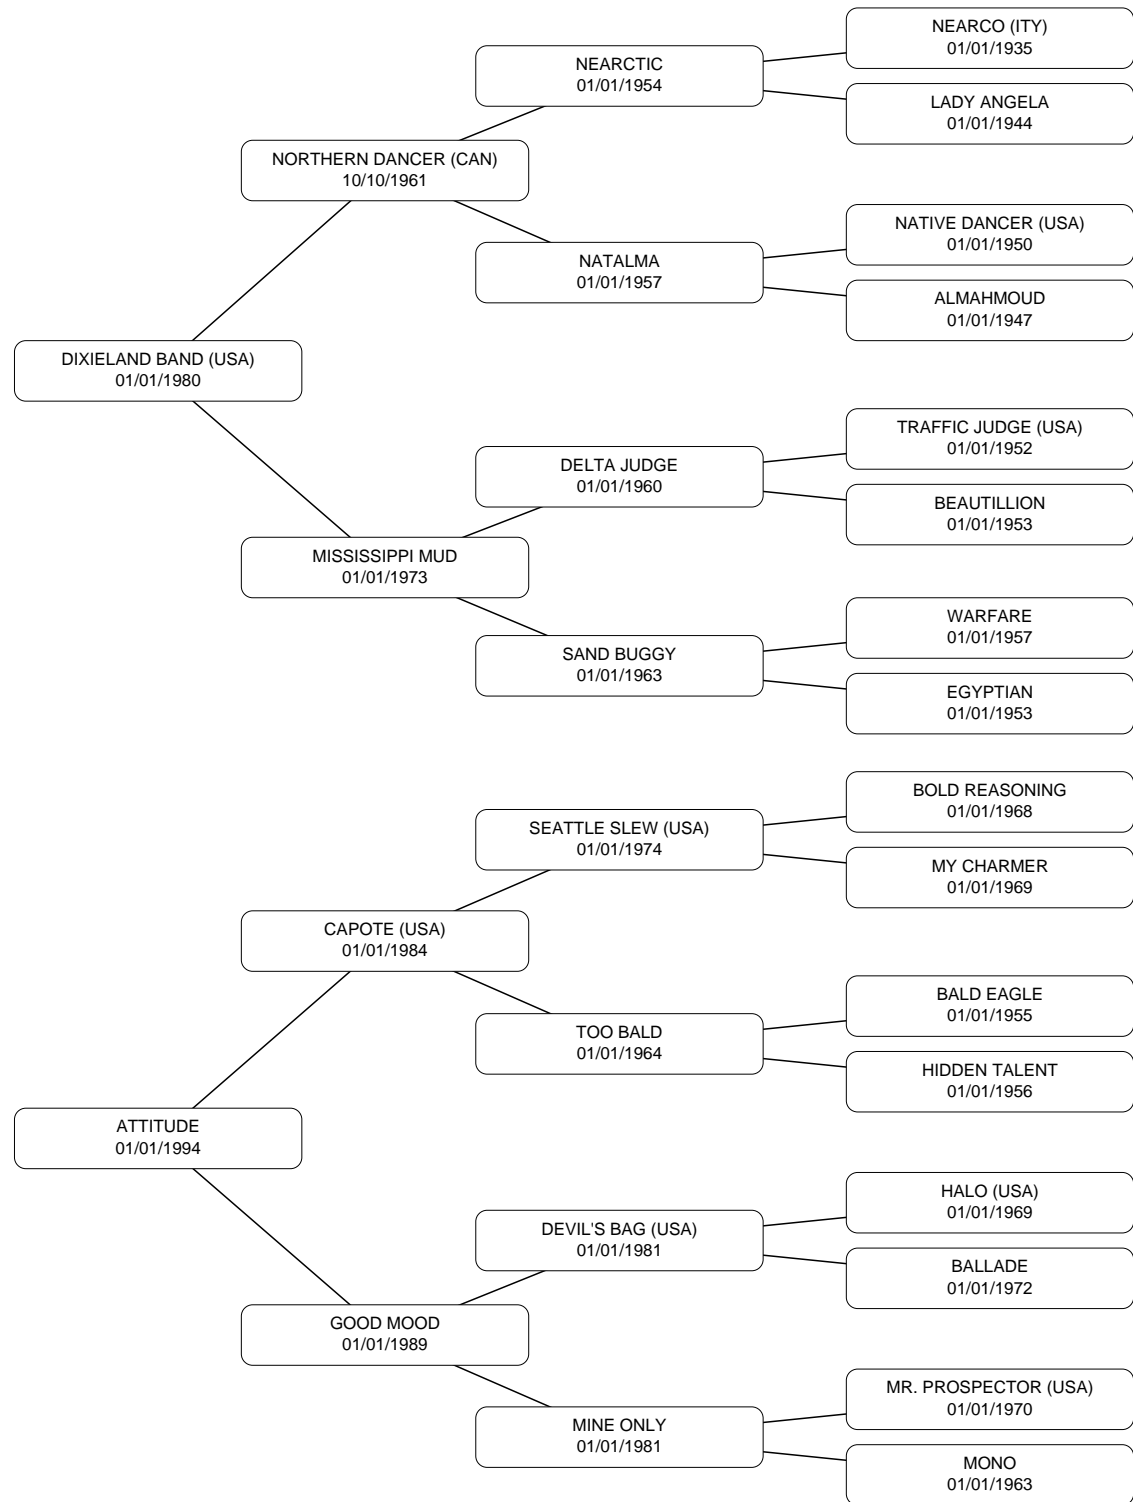 NEARCO (ITY)
01/01/1935
NEARCTIC
01/01/1954
LADY ANGELA
01/01/1944
NORTHERN DANCER (CAN)
10/10/1961
NATIVE DANCER (USA)
01/01/1950
NATALMA
01/01/1957
ALMAHMOUD
01/01/1947
DIXIELAND BAND (USA)
01/01/1980
TRAFFIC JUDGE (USA)
01/01/1952
DELTA JUDGE
01/01/1960
BEAUTILLION
01/01/1953
MISSISSIPPI MUD
01/01/1973
WARFARE
01/01/1957
SAND BUGGY
01/01/1963
EGYPTIAN
01/01/1953
BOLD REASONING
01/01/1968
SEATTLE SLEW (USA)
01/01/1974
MY CHARMER
01/01/1969
CAPOTE (USA)
01/01/1984
BALD EAGLE
01/01/1955
TOO BALD
01/01/1964
HIDDEN TALENT
01/01/1956
ATTITUDE
01/01/1994
HALO (USA)
01/01/1969
DEVIL'S BAG (USA)
01/01/1981
BALLADE
01/01/1972
GOOD MOOD
01/01/1989
MR. PROSPECTOR (USA)
01/01/1970
MINE ONLY
01/01/1981
MONO
01/01/1963